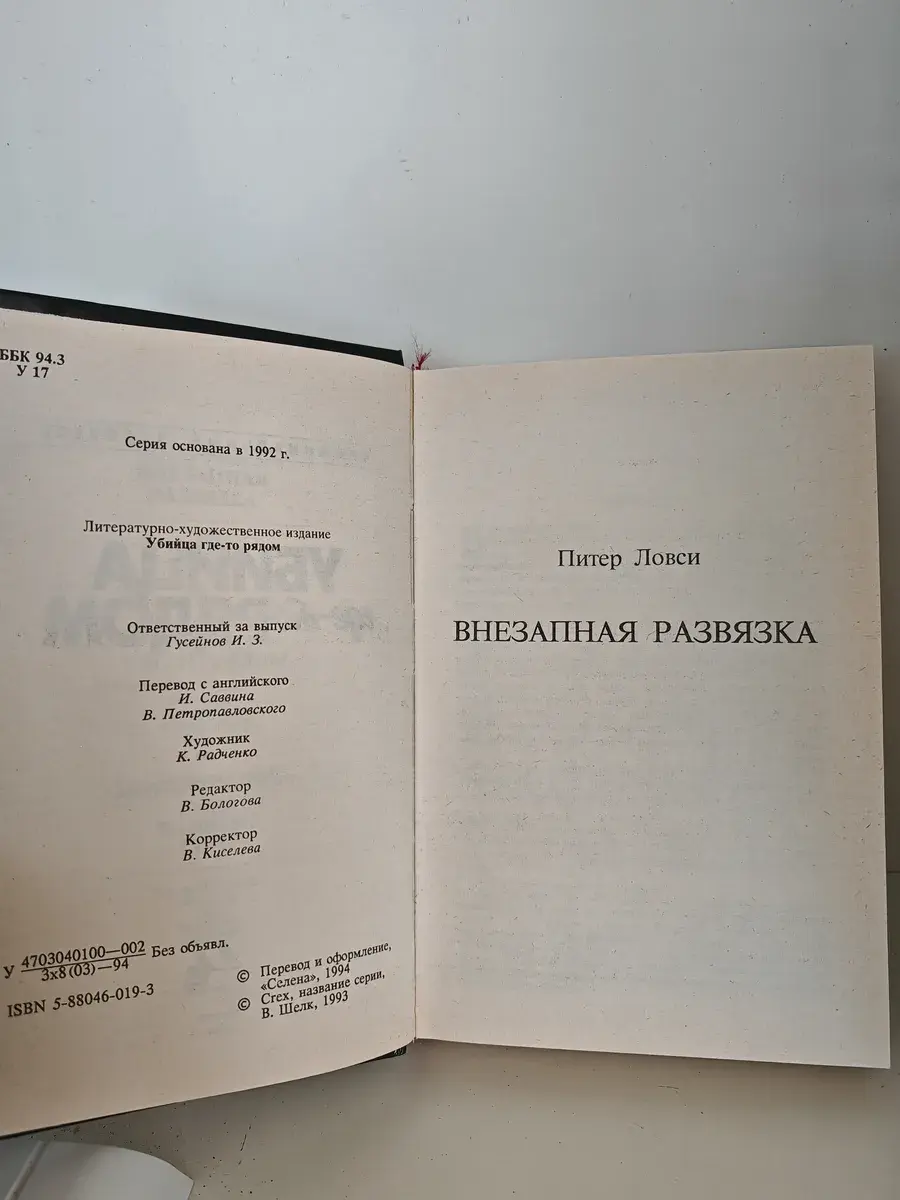 ББК 94.3
У 17
Серия основана в 1992 г.
Литературно-художественное издание
Убийца где-то рядом
Ответственный за выпуск
Гусейнов И. З.
Перевод с английского
И. Саввина
В. Петропавловского
Художник
К. Радченко
Редактор
В. Бологова
Корректор
В. Киселева
У 4703040100—002 Без объявл.
3х8(03)—94
ISBN 5-88046-019-3
© Перевод и оформление,
«Селена», 1994
© Crex, название серии,
В. Шелк, 1993
Питер Ловси
ВНЕЗАПНАЯ РАЗВЯЗКА